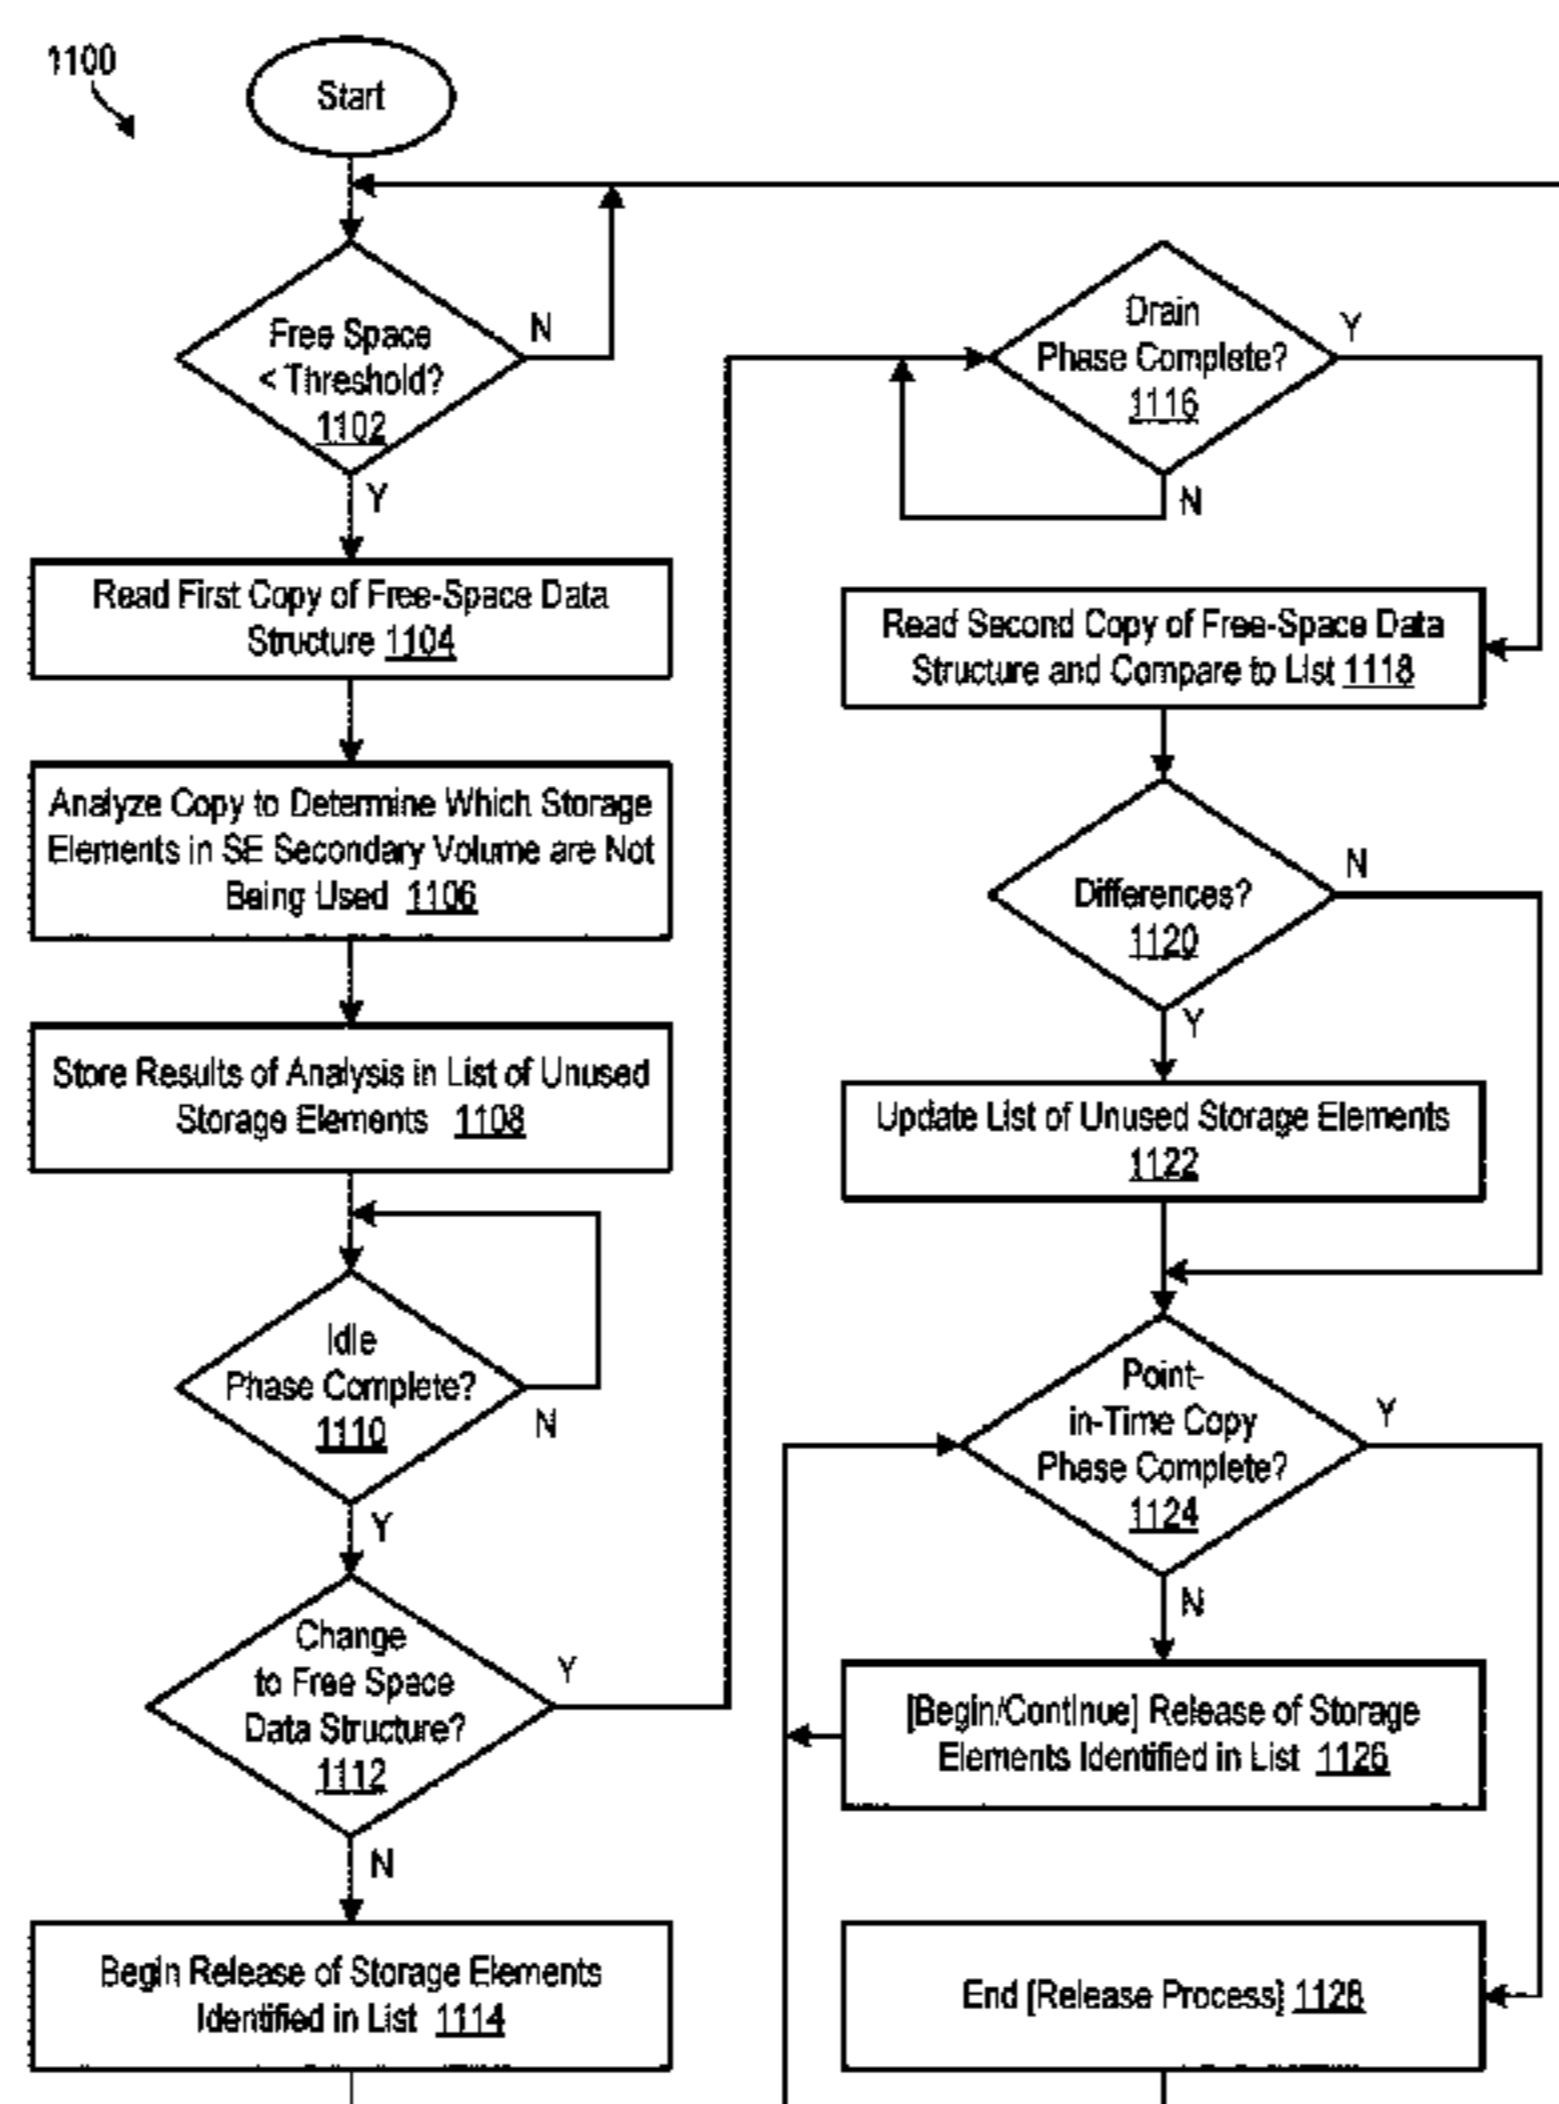 1100
Start
Free Space
< Threshold?
1102
N
Y
Read First Copy of Free-Space Data
Structure 1104
Analyze Copy to Determine Which Storage
Elements in SE Secondary Volume are Not
Being Used 1106
Store Results of Analysis in List of Unused
Storage Elements 1108
Idle
Phase Complete?
1110
N
Y
Change
to Free Space
Data Structure?
1112
Y
N
Begin Release of Storage Elements
Identified in List 1114
Drain
Phase Complete?
1116
Y
N
Read Second Copy of Free-Space Data
Structure and Compare to List 1118
Differences?
1120
N
Y
Update List of Unused Storage Elements
1122
Point-
in-Time Copy
Phase Complete?
1124
Y
N
[Begin/Continue] Release of Storage
Elements Identified in List 1126
End [Release Process] 1128